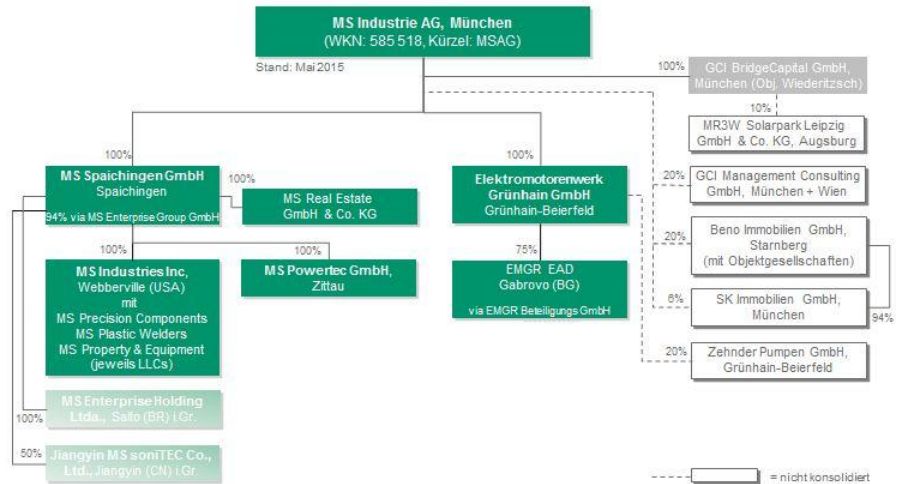 MS Industrie AG, München
(WKN: 585 518, Kürzel: MSAG)
Stand: Mai 2015
100%
GCI BridgeCapital GmbH,
München (Obj. Wiederitzsch)
10%
MR3W Solarpark Leipzig
GmbH & Co. KG, Augsburg
100%
MS Spaichingen GmbH
Spaichingen
94% via MS Enterprise Group GmbH
100%
MS Real Estate
GmbH & Co. KG
100%
Elektromotorenwerk
Grünhain GmbH
Grünhain-Beierfeld
20%
GCI Management Consulting
GmbH, München + Wien
20%
Beno Immobilien GmbH,
Starnberg
(mit Objektgesellschaften)
100%
MS Industries Inc,
Webberville (USA)
mit
MS Precision Components
MS Plastic Welders
MS Property & Equipment
(jeweils LLCs)
100%
MS Powertec GmbH,
Zittau
75%
EMGR EAD
Gabrovo (BG)
via EMGR Beteiligungs GmbH
6%
SK Immobilien GmbH,
München
94%
20%
Zehnder Pumpen GmbH,
Grünhain-Beierfeld
100%
MS Enterprise Holding
Ltda., Salto (BR) i.Gr.
50%
Jiangyin MS soniTEC Co.,
Ltd., Jiangyin (CN) i.Gr.
= nicht konsolidiert